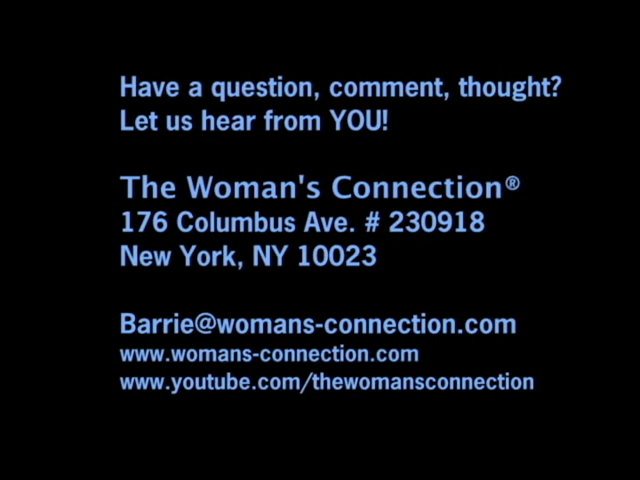 Have a question, comment, thought?
Let us hear from YOU!
The Woman's Connection®
176 Columbus Ave. # 230918
New York, NY 10023
Barrie@womans-connection.com
www.womans-connection.com
www.youtube.com/thewomansconnection